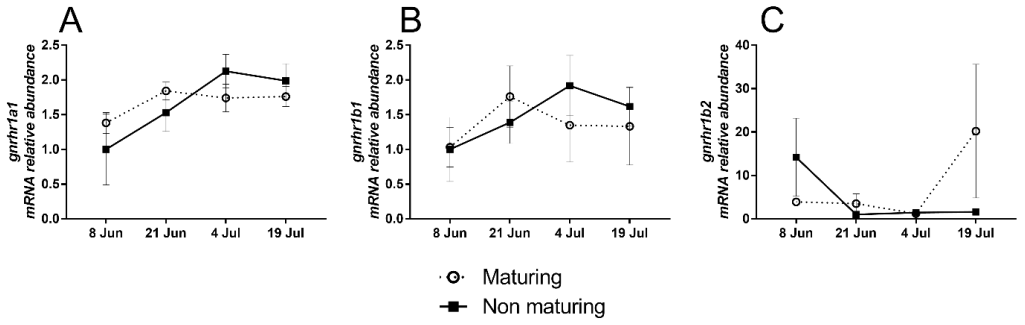 A
gnrhr1a1
mRNA relative abundance
2.5
2.0
1.5
1.0
0.5
0.0
8 Jun 21 Jun 4 Jul 19 Jul
B
gnrhr1b1
mRNA relative abundance
2.5
2.0
1.5
1.0
0.5
0.0
8 Jun 21 Jun 4 Jul 19 Jul
C
gnrhr1b2
mRNA relative abundance
40
30
20
10
0
8 Jun 21 Jun 4 Jul 19 Jul
Maturing
Non maturing